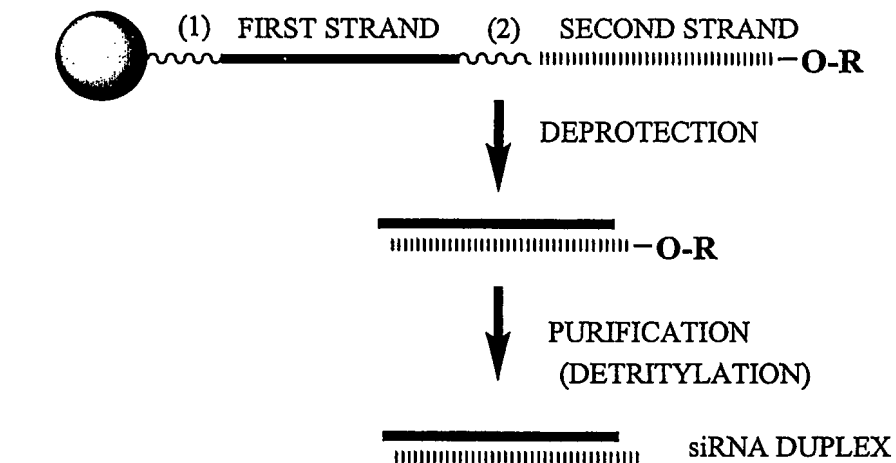 (1) FIRST STRAND (2) SECOND STRAND
O-R
DEPROTECTION
O-R
PURIFICATION
(DETRITYLATION)
siRNA DUPLEX